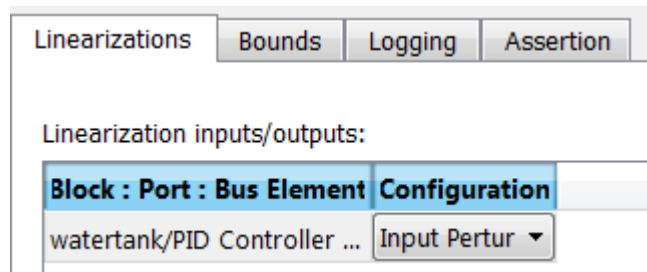 Linearizations Bounds Logging Assertion
Linearization inputs/outputs:
Block : Port : Bus Element Configuration
watertank/PID Controller ... Input Pertur